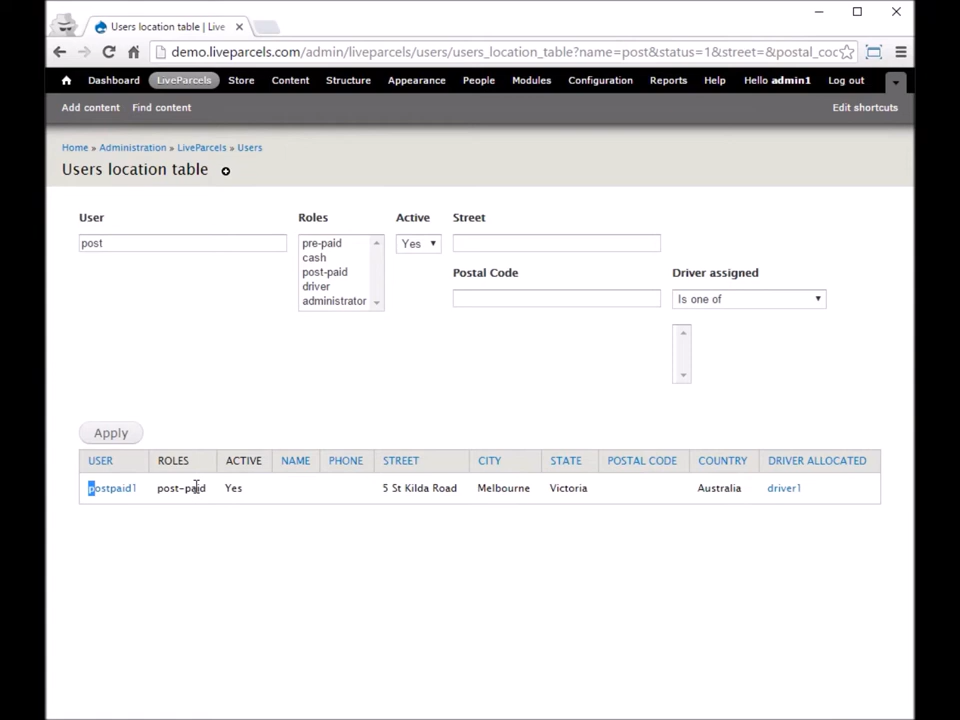 Users location table | Live
demo.liveparcels.com/admin/liveparcels/users/users_location_table?name=post&status=1&street=&postal_coc
Dashboard LiveParcels Store Content Structure Appearance People Modules Configuration Reports Help Hello admin1 Log out
Add content Find content Edit shortcuts
Home » Administration » LiveParcels » Users
Users location table
User Roles Active Street
post
pre-paid
cash
post-paid
driver
administrator
Yes
Postal Code Driver assigned
Is one of
Apply
USER ROLES ACTIVE NAME PHONE STREET CITY STATE POSTAL CODE COUNTRY DRIVER ALLOCATED
postpaid1 post-paid Yes 5 St Kilda Road Melbourne Victoria Australia driver1